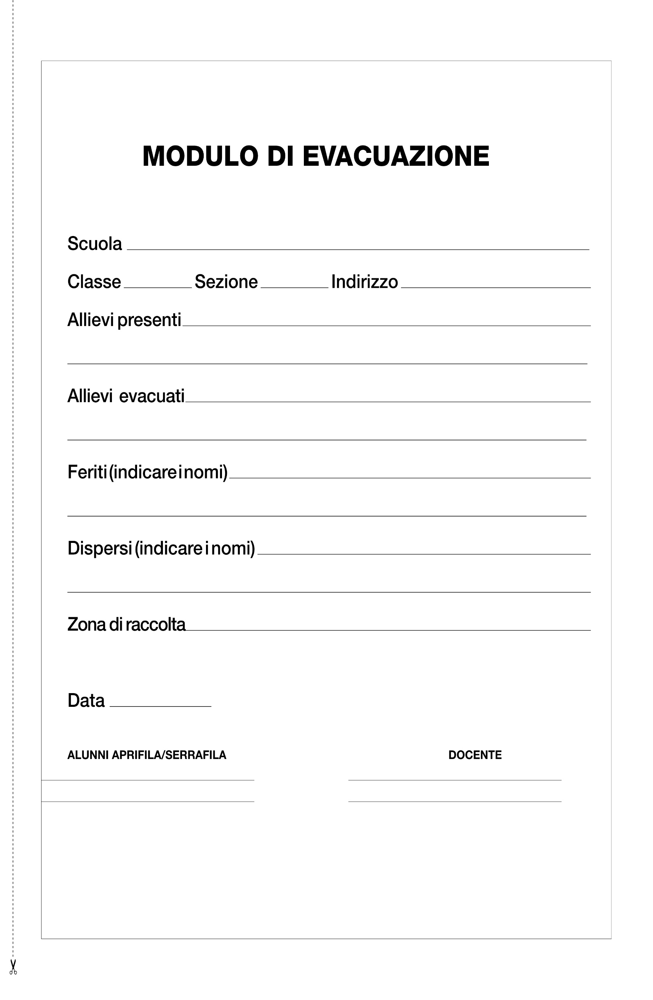 MODULO DI EVACUAZIONE
Scuola
Classe Sezione Indirizzo
Allievi presenti
Allievi evacuati
Feriti (indicare i nomi)
Dispersi (indicare i nomi)
Zona di raccolta
Data
ALUNNI APRIFILA/SERRAFILA DOCENTE